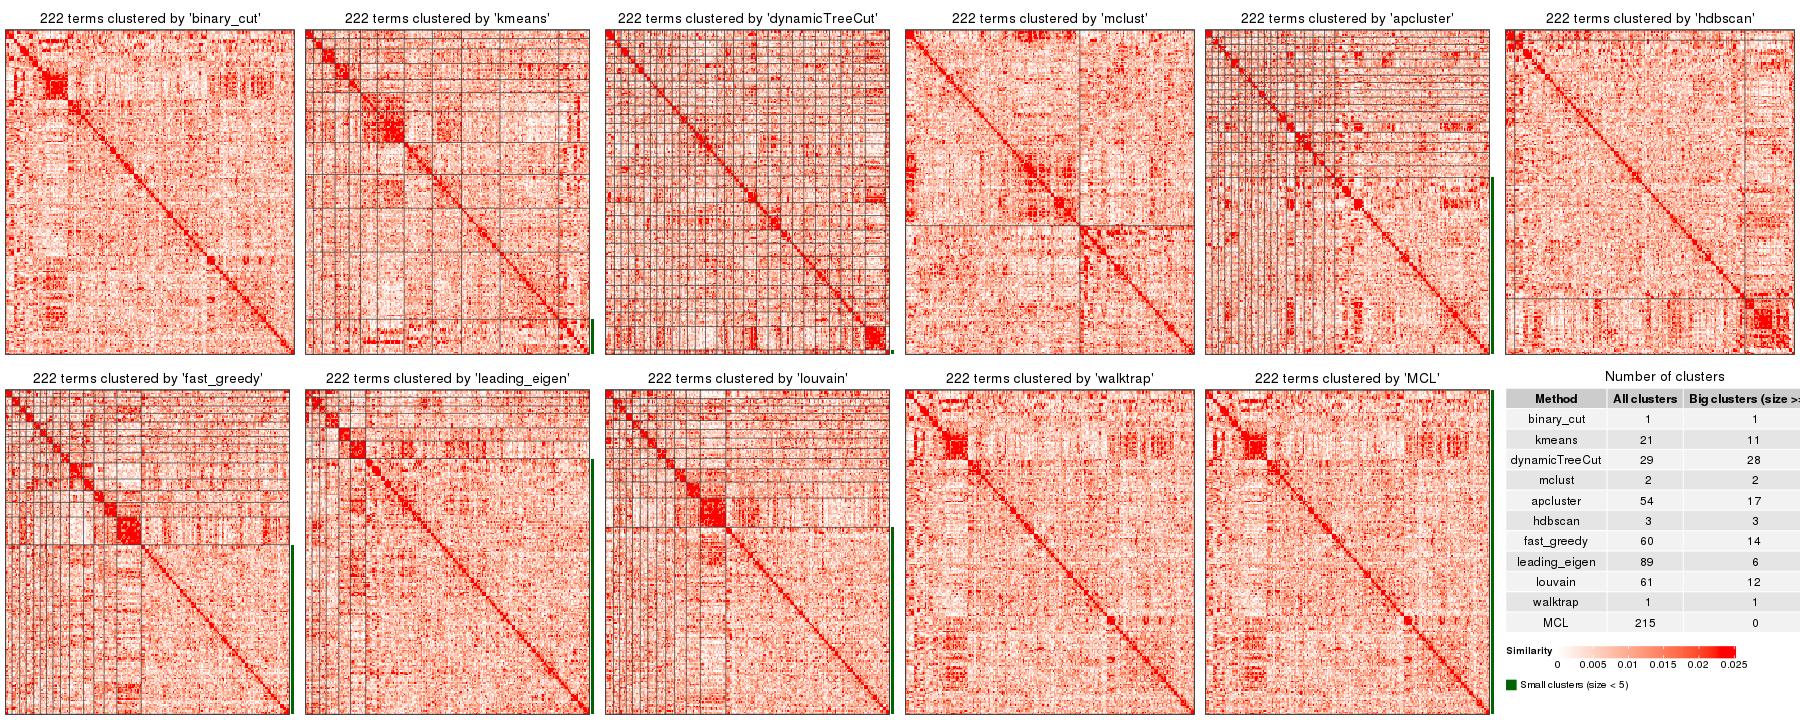 222 terms clustered by 'binary_cut'
222 terms clustered by 'kmeans'
222 terms clustered by 'dynamicTreeCut'
222 terms clustered by 'mclust'
222 terms clustered by 'apcluster'
222 terms clustered by 'hdbscan'
222 terms clustered by 'fast_greedy'
222 terms clustered by 'leading_eigen'
222 terms clustered by 'louvain'
222 terms clustered by 'walktrap'
222 terms clustered by 'MCL'
Number of clusters
Method All clusters Big clusters (size >
binary_cut 1 1
kmeans 21 11
dynamicTreeCut 29 28
mclust 2 2
apcluster 54 17
hdbscan 3 3
fast_greedy 60 14
leading_eigen 89 6
louvain 61 12
walktrap 1 1
MCL 215 0
Similarity
0 0.005 0.01 0.015 0.02 0.025
Small clusters (size < 5)